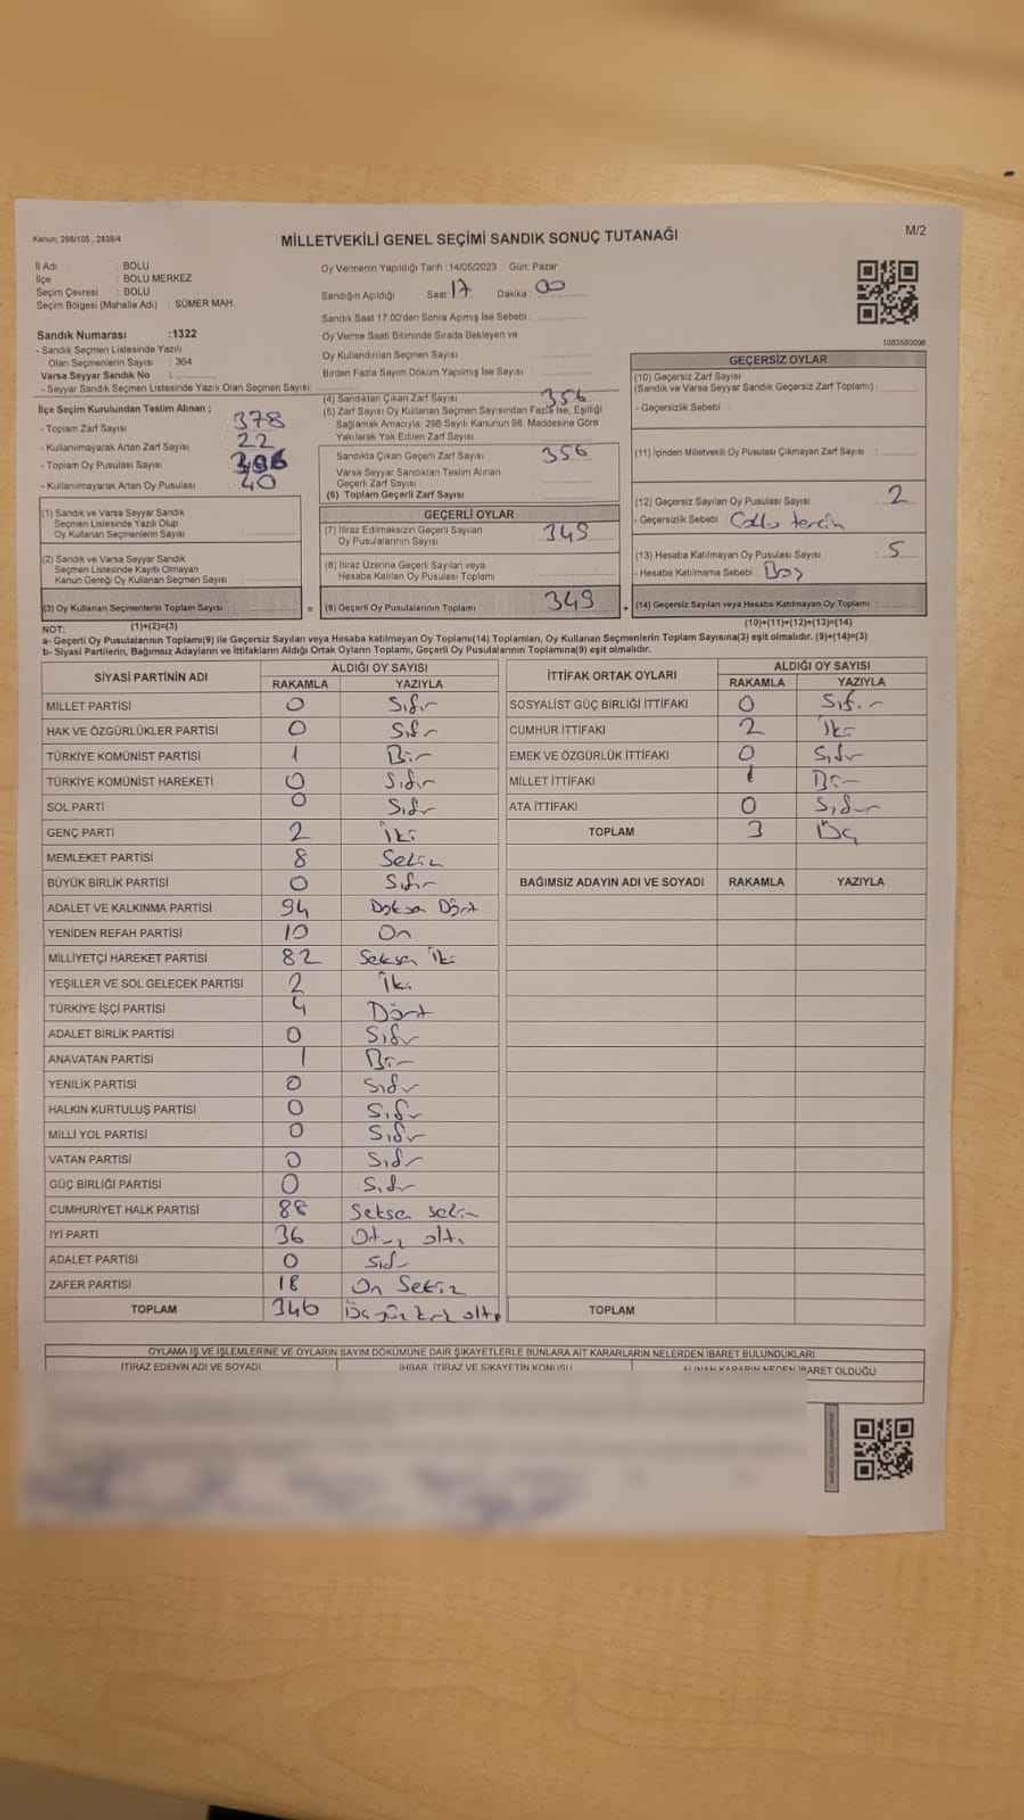 Kanun: 298/105 , 2839/4
MİLLETVEKİLİ GENEL SEÇİMİ SANDIK SONUÇ TUTANAĞI
M/2
İl Adı : BOLU
İlçe : BOLU MERKEZ
Seçim Çevresi : BOLU
Seçim Bölgesi (Mahalle Adı) : SÜMER MAH.
Sandık Numarası :1322
- Sandık Seçmen Listesinde Yazılı
Olan Seçmenlerin Sayısı : 364
Varsa Seyyar Sandık No :
- Seyyar Sandık Seçmen Listesinde Yazılı Olan Seçmen Sayısı:
İlçe Seçim Kurulundan Teslim Alınan ;
- Toplam Zarf Sayısı 378
- Kullanılmayarak Artan Zarf Sayısı 22
- Toplam Oy Pusulası Sayısı
- Kullanılmayarak Artan Oy Pusulası : 40
(1) Sandık ve Varsa Seyyar Sandık
Seçmen Listesinde Yazılı Olup
Oy Kullanan Seçmenlerin Sayısı
(2) Sandık ve Varsa Seyyar Sandık
Seçmen Listesinde Kayıtlı Olmayan
Kanun Gereği Oy Kullanan Seçmen Sayısı
(3) Oy Kullanan Seçmenlerin Toplam Sayısı
(1)+(2)=(3)
Oy Vermenin Yapıldığı Tarih :14/05/2023 Gün: Pazar
Sandığın Açıldığı Saat: 17 Dakika : 00
Sandık Saat 17.00'den Sonra Açmış İse Sebebi
Oy Verme Saati Bitiminde Sırada Bekleyen ve
Oy Kullandırılan Seçmen Sayısı
Birden Fazla Sayım Döküm Yapılmış İse Sayısı
(4) Sandıktan Çıkan Zarf Sayısı 356
(5) Zarf Sayısı Oy Kullanan Seçmen Sayısından Fazla İse, Eşitliği
Sağlamak Amacıyla; 298 Sayılı Kanunun 98. Maddesine Göre
Yakılarak Yok Edilen Zarf Sayısı
Sandıkta Çıkan Geçerli Zarf Sayısı 356
Varsa Seyyar Sandıktan Teslim Alınan
Geçerli Zarf Sayısı
(6) Toplam Geçerli Zarf Sayısı
GEÇERLİ OYLAR
(7) İtiraz Edilmeksizin Geçerli Sayılan
Oy Pusulalarının Sayısı 349
(8) İtiraz Üzerine Geçerli Sayılan veya
Hesaba Katılan Oy Pusulası Toplamı
= (9) Geçerli Oy Pusulalarının Toplamı 349
1083580098
GEÇERSİZ OYLAR
(10) Geçersiz Zarf Sayısı
(Sandık ve Varsa Seyyar Sandık Geçersiz Zarf Toplamı)
- Geçersizlik Sebebi
(11) İçinden Milletvekili Oy Pusulası Çıkmayan Zarf Sayısı
(12) Geçersiz Sayılan Oy Pusulası Sayısı : 2
- Geçersizlik Sebebi Çoklu tercih
(13) Hesaba Katılmayan Oy Pusulası Sayısı : 5
- Hesaba Katılmama Sebebi Boş
+ (14) Geçersiz Sayılan veya Hesaba Katılmayan Oy Toplamı
(10)+(11)+(12)+(13)=(14)
NOT:
a- Geçerli Oy Pusulalarının Toplamı(9) ile Geçersiz Sayılan veya Hesaba katılmayan Oy Toplamı(14) Toplamları, Oy Kullanan Seçmenlerin Toplam Sayısına(3) eşit olmalıdır. (9)+(14)=(3)
b- Siyasi Partilerin, Bağımsız Adayların ve İttifakların Aldığı Ortak Oyların Toplamı, Geçerli Oy Pusulalarının Toplamına(9) eşit olmalıdır.
SİYASİ PARTİNİN ADI
ALDIĞI OY SAYISI
RAKAMLA YAZIYLA
MİLLET PARTİSİ 0 Sıfır
HAK VE ÖZGÜRLÜKLER PARTİSİ 0 Sıfır
TÜRKİYE KOMÜNİST PARTİSİ 1 Bir
TÜRKİYE KOMÜNİST HAREKETİ 0 Sıfır
SOL PARTİ 0 Sıfır
GENÇ PARTİ 2 İki
MEMLEKET PARTİSİ 8 Sekiz
BÜYÜK BİRLİK PARTİSİ 0 Sıfır
ADALET VE KALKINMA PARTİSİ 94 Doksan Dört
YENİDEN REFAH PARTİSİ 10 On
MİLLİYETÇİ HAREKET PARTİSİ 82 Seksen İki
YEŞİLLER VE SOL GELECEK PARTİSİ 2 İki
TÜRKİYE İŞÇİ PARTİSİ 4 Dört
ADALET BİRLİK PARTİSİ 0 Sıfır
ANAVATAN PARTİSİ 1 Bir
YENİLİK PARTİSİ 0 Sıfır
HALKIN KURTULUŞ PARTİSİ 0 Sıfır
MİLLİ YOL PARTİSİ 0 Sıfır
VATAN PARTİSİ 0 Sıfır
GÜÇ BİRLİĞİ PARTİSİ 0 Sıfır
CUMHURİYET HALK PARTİSİ 88 Seksen sekiz
İYİ PARTİ 36 Otuz altı
ADALET PARTİSİ 0 Sıfır
ZAFER PARTİSİ 18 On Sekiz
TOPLAM 346 Üç yüz kırk altı
İTTİFAK ORTAK OYLARI
ALDIĞI OY SAYISI
RAKAMLA YAZIYLA
SOSYALİST GÜÇ BİRLİĞİ İTTİFAKI 0 Sıfır
CUMHUR İTTİFAKI 2 İki
EMEK VE ÖZGÜRLÜK İTTİFAKI 0 Sıfır
MİLLET İTTİFAKI 1 Bir
ATA İTTİFAKI 0 Sıfır
TOPLAM 3 Üç
BAĞIMSIZ ADAYIN ADI VE SOYADI RAKAMLA YAZIYLA
TOPLAM
OYLAMA İŞ VE İŞLEMLERİNE VE OYLARIN SAYIM DÖKÜMÜNE DAİR ŞİKAYETLERLE BUNLARA AİT KARARLARIN NELERDEN İBARET BULUNDUKLARI
İTİRAZ EDENİN ADI VE SOYADI İHBAR, İTİRAZ VE ŞİKAYETİN KONUSU ALINAN KARARIN NEDEN İBARET OLDUĞU